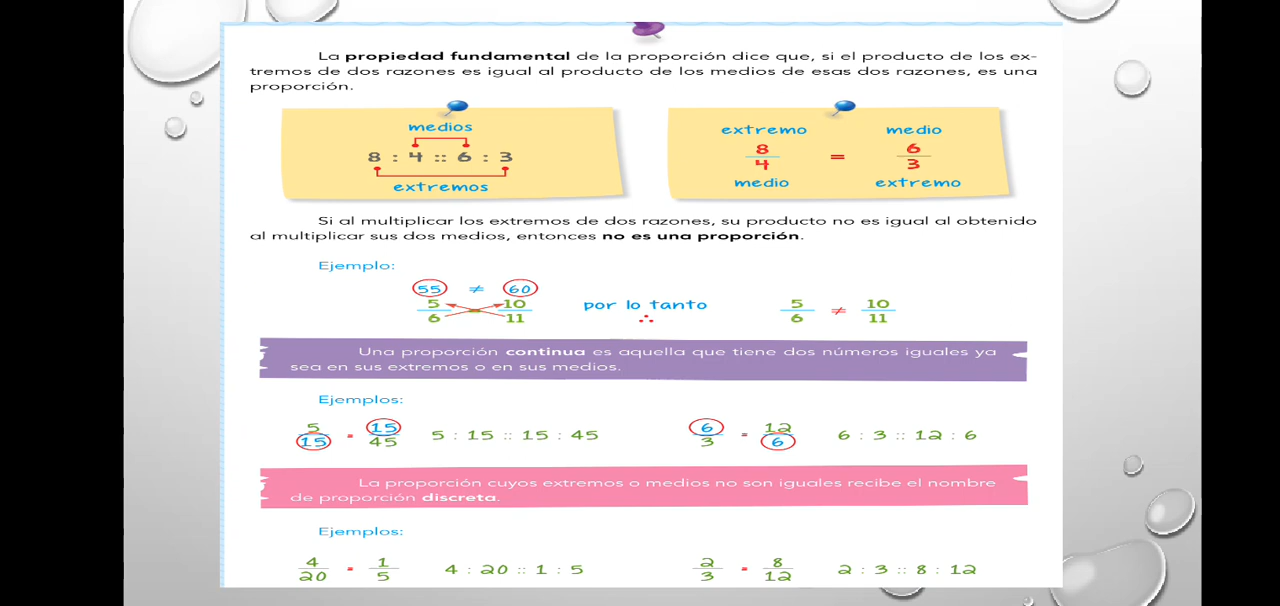 La propiedad fundamental de la proporción dice que, si el producto de los ex-
tremos de dos razones es igual al producto de los medios de esas dos razones, es una
proporción.
medios
8 : 4 :: 6 : 3
extremos
extremo medio
8/4 = 6/3
medio extremo
Si al multiplicar los extremos de dos razones, su producto no es igual al obtenido
al multiplicar sus dos medios, entonces no es una proporción.
Ejemplo:
55 ≠ 60
5/6 = 10/11 por lo tanto ∴ 5/6 ≠ 10/11
Una proporción continua es aquella que tiene dos números iguales ya
sea en sus extremos o en sus medios.
Ejemplos:
5/15 = 15/45 5 : 15 :: 15 : 45 6/3 = 12/6 6 : 3 :: 12 : 6
La proporción cuyos extremos o medios no son iguales recibe el nombre
de proporción discreta.
Ejemplos:
4/20 = 1/5 4 : 20 :: 1 : 5 2/3 = 8/12 2 : 3 :: 8 : 12